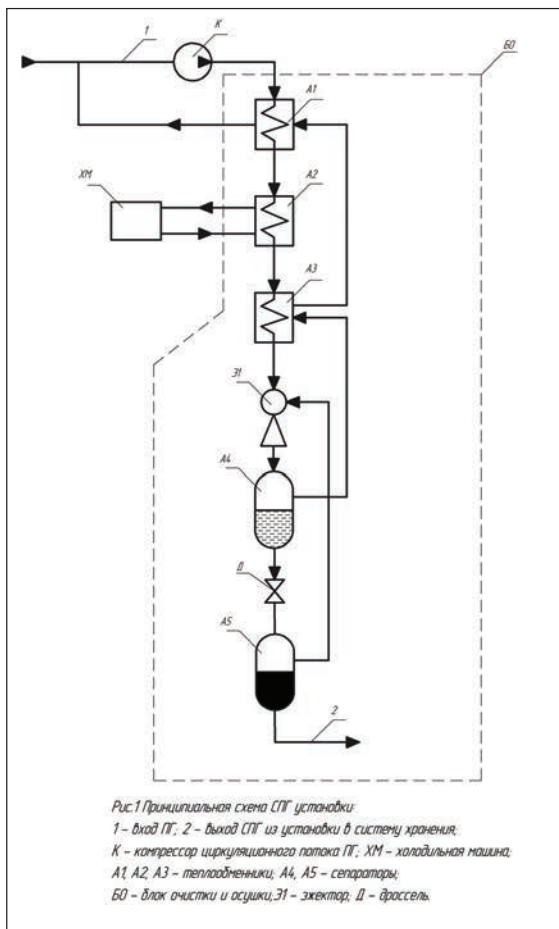 1
К
БО
А1
ХМ
А2
А3
Э1
А4
Д
А5
2
Рис.1 Принципиальная схема СПГ установки:
1 – вход ПГ; 2 – выход СПГ из установки в систему хранения;
К – компрессор циркуляционного потока ПГ; ХМ – холодильная машина;
А1, А2, А3 – теплообменники; А4, А5 – сепараторы;
БО – блок очистки и осушки; Э1 – эжектор; Д – дроссель.